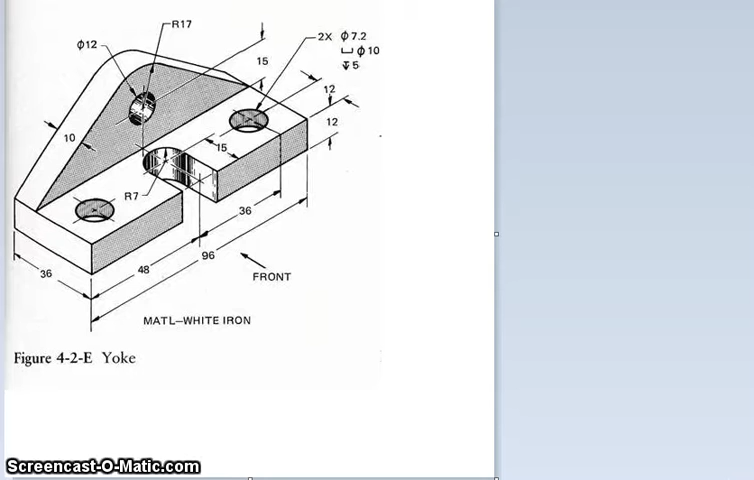 R17
φ12
2X φ7.2
⌴ φ10
↧ 5
15
12
12
10
15
R7
36
96
48
36
FRONT
MATL—WHITE IRON
Figure 4-2-E Yoke
Screencast-O-Matic.com